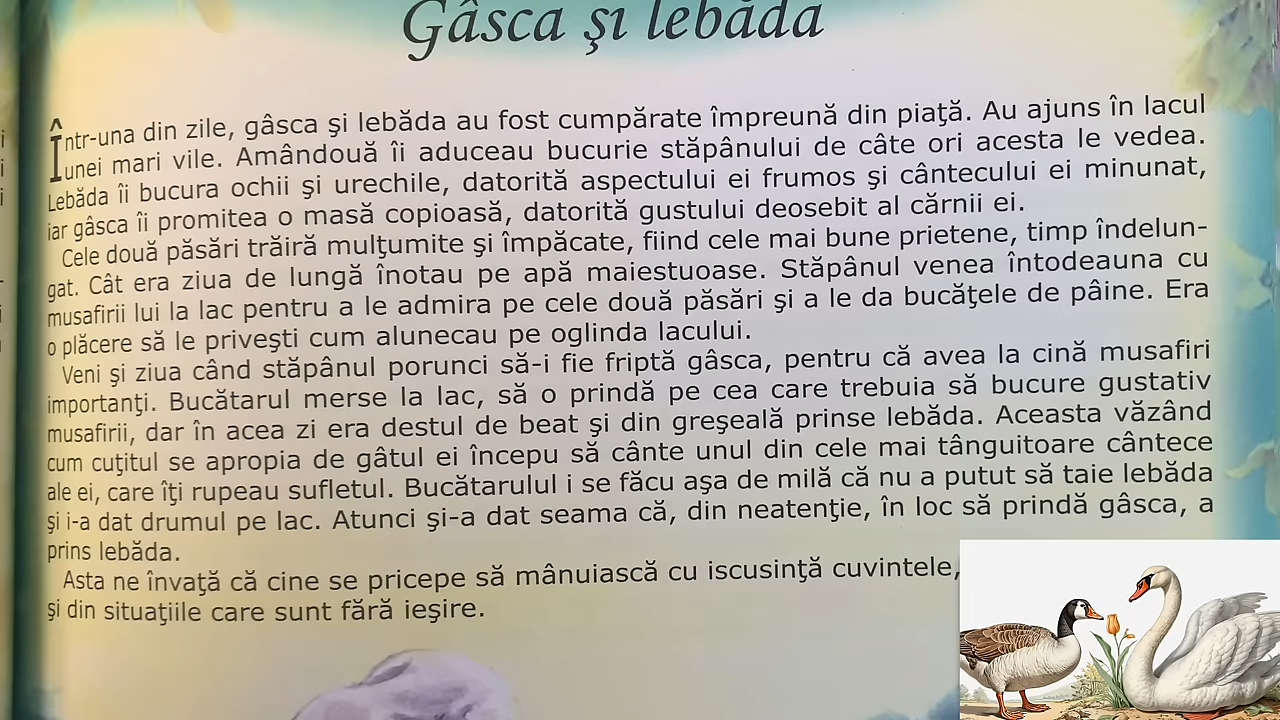 Gâsca şi lebăda
Într-una din zile, gâsca şi lebăda au fost cumpărate împreună din piaţă. Au ajuns în lacul
unei mari vile. Amândouă îi aduceau bucurie stăpânului de câte ori acesta le vedea.
Lebăda îi bucura ochii şi urechile, datorită aspectului ei frumos şi cântecului ei minunat,
iar gâsca îi promitea o masă copioasă, datorită gustului deosebit al cărnii ei.
Cele două păsări trăiră mulţumite şi împăcate, fiind cele mai bune prietene, timp îndelun-
gat. Cât era ziua de lungă înotau pe apă maiestuoase. Stăpânul venea întodeauna cu
musafirii lui la lac pentru a le admira pe cele două păsări şi a le da bucăţele de pâine. Era
o plăcere să le priveşti cum alunecau pe oglinda lacului.
Veni şi ziua când stăpânul porunci să-i fie friptă gâsca, pentru că avea la cină musafiri
importanţi. Bucătarul merse la lac, să o prindă pe cea care trebuia să bucure gustativ
musafirii, dar în acea zi era destul de beat şi din greşeală prinse lebăda. Aceasta văzând
cum cuţitul se apropia de gâtul ei începu să cânte unul din cele mai tânguitoare cântece
ale ei, care îţi rupeau sufletul. Bucătarulul i se făcu aşa de milă că nu a putut să taie lebăda
şi i-a dat drumul pe lac. Atunci şi-a dat seama că, din neatenţie, în loc să prindă gâsca, a
prins lebăda.
Asta ne învaţă că cine se pricepe să mânuiască cu iscusinţă cuvintele,
şi din situaţiile care sunt fără ieşire.